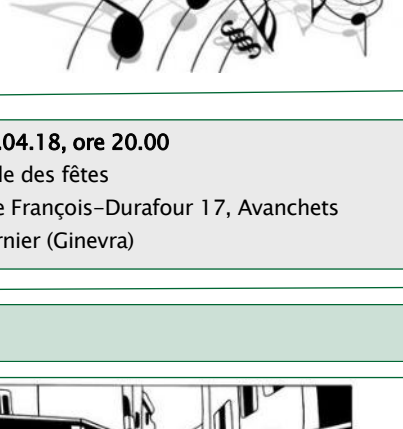 .04.18, ore 20.00
le des fêtes
e François-Durafour 17, Avanchets
rnier (Ginevra)